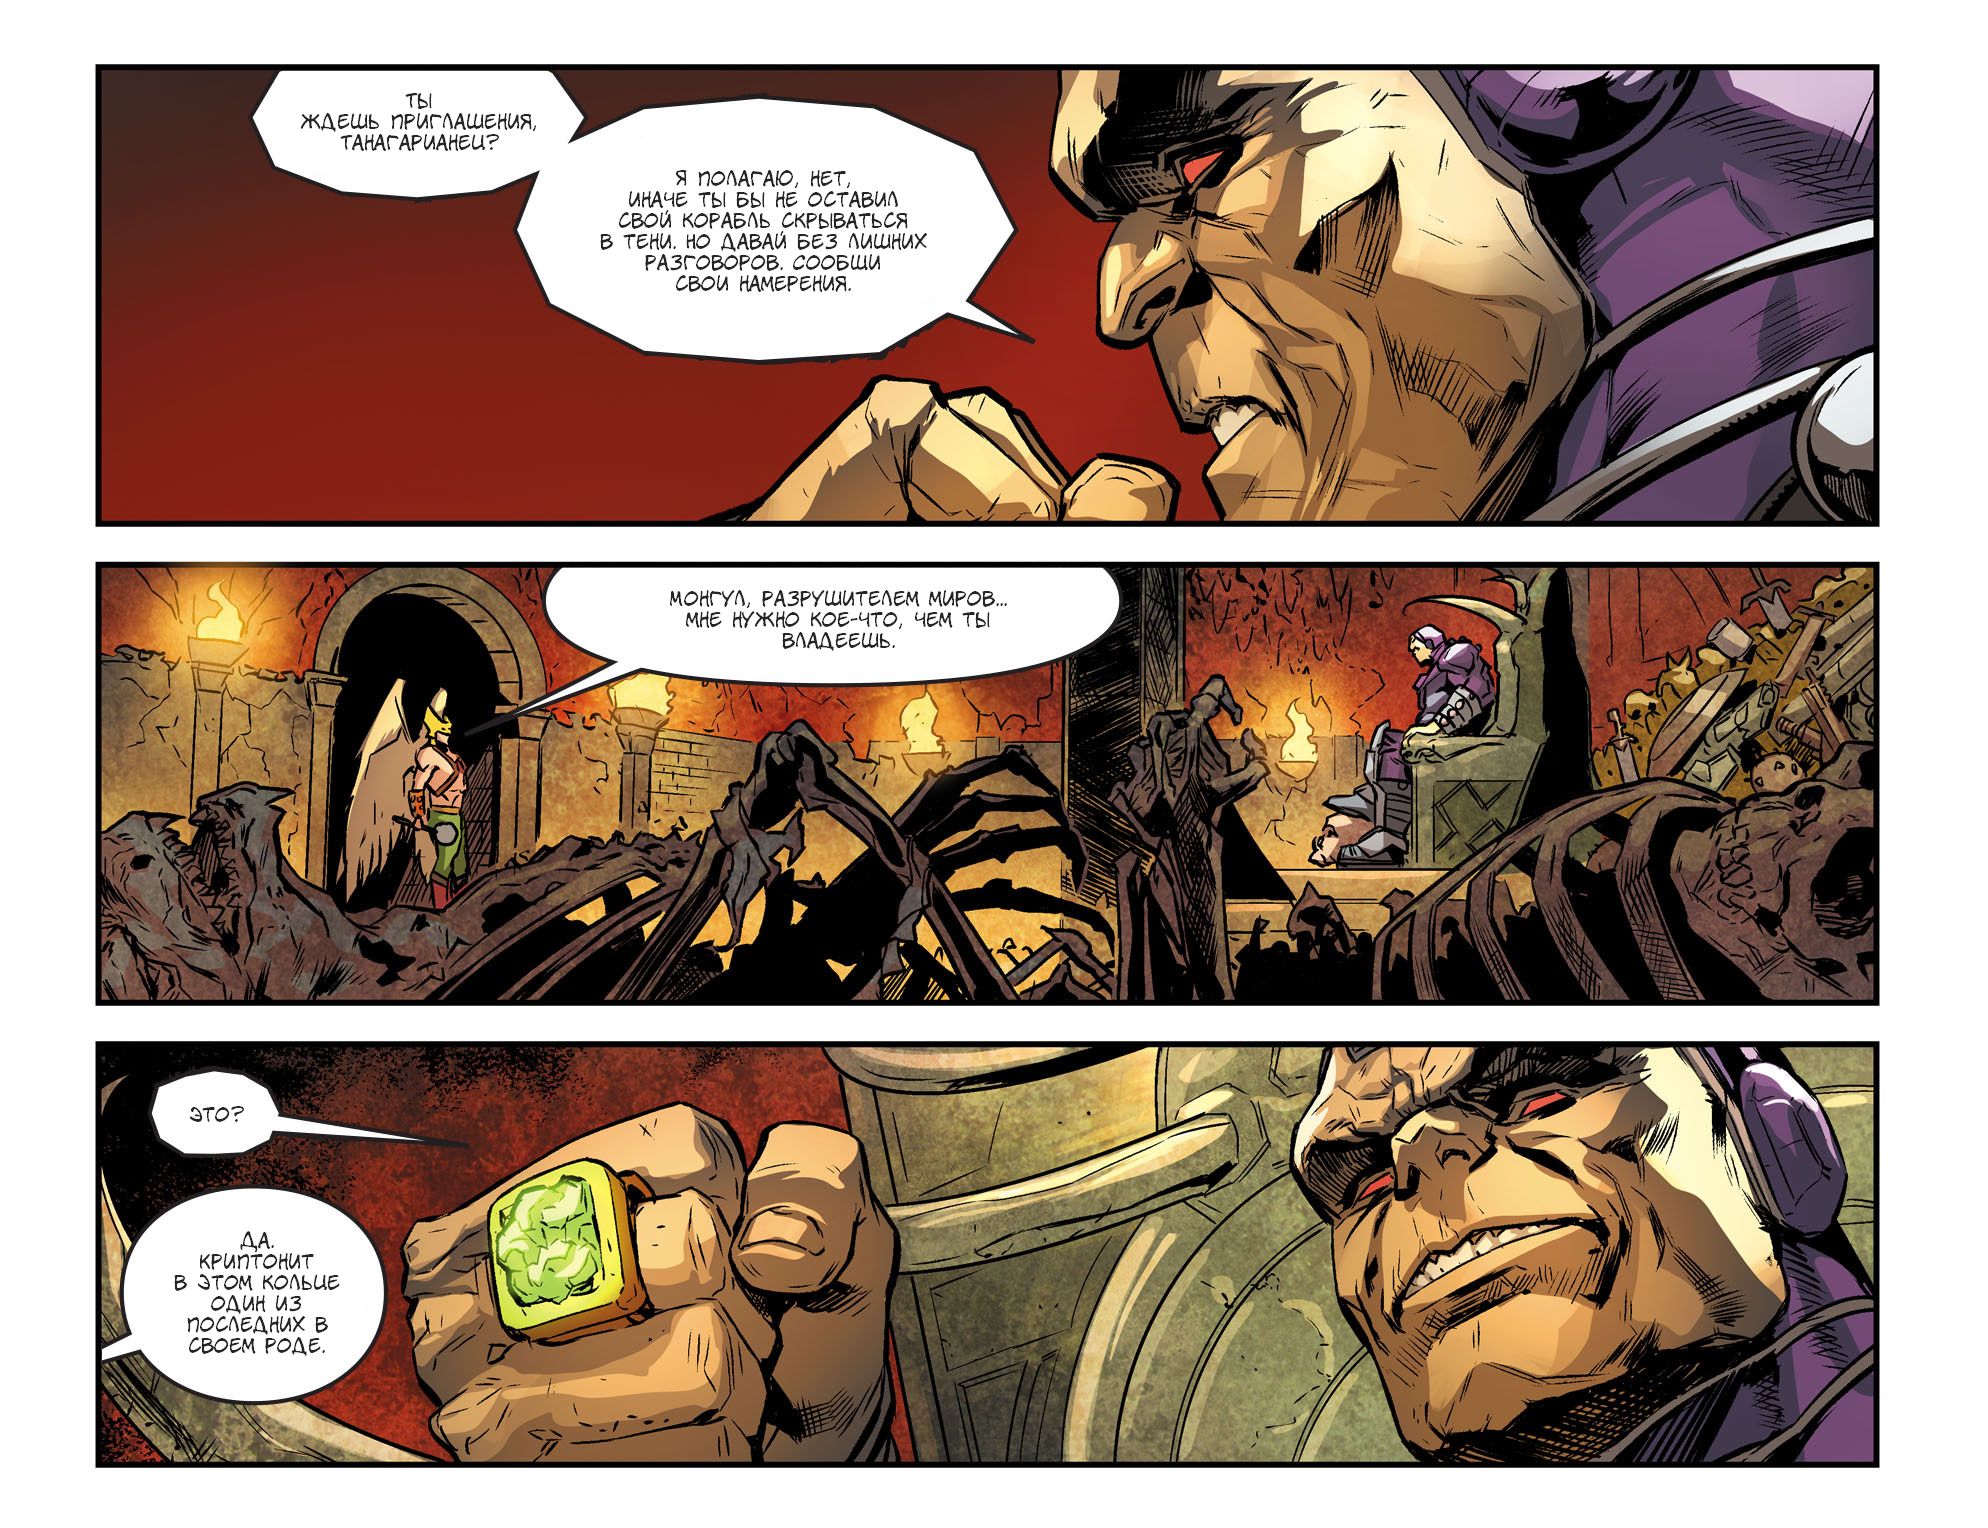 ТЫ
ЖДЕШЬ ПРИГЛАШЕНИЯ,
ТАНАГАРИАНЕЦ?
Я ПОЛАГАЮ, НЕТ,
ИНАЧЕ ТЫ БЫ НЕ ОСТАВИЛ
СВОЙ КОРАБЛЬ СКРЫВАТЬСЯ
В ТЕНИ. НО ДАВАЙ БЕЗ ЛИШНИХ
РАЗГОВОРОВ. СООБЩИ
СВОИ НАМЕРЕНИЯ.
МОНГУЛ, РАЗРУШИТЕЛЕМ МИРОВ...
МНЕ НУЖНО КОЕ-ЧТО, ЧЕМ ТЫ
ВЛАДЕЕШЬ.
ЭТО?
ДА.
КРИПТОНИТ
В ЭТОМ КОЛЬЦЕ
ОДИН ИЗ
ПОСЛЕДНИХ В
СВОЕМ РОДЕ.